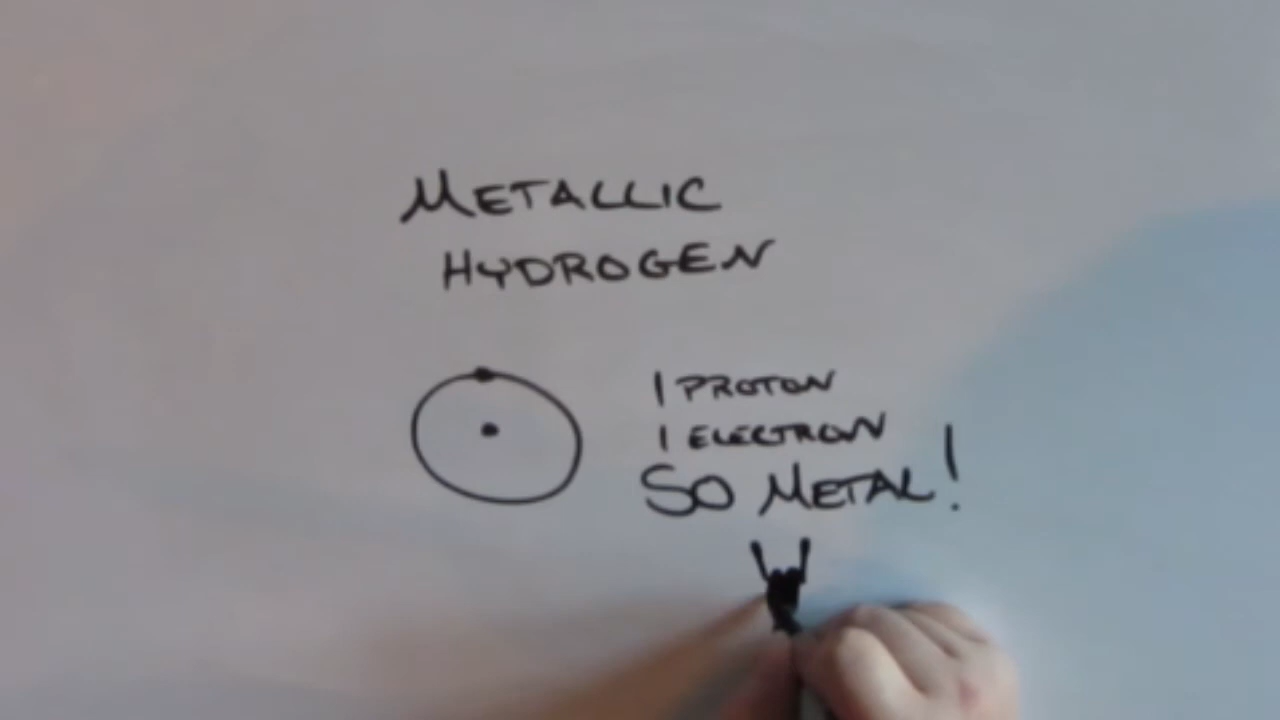 METALLIC
HYDROGEN
1 PROTON
1 ELECTRON
SO METAL!